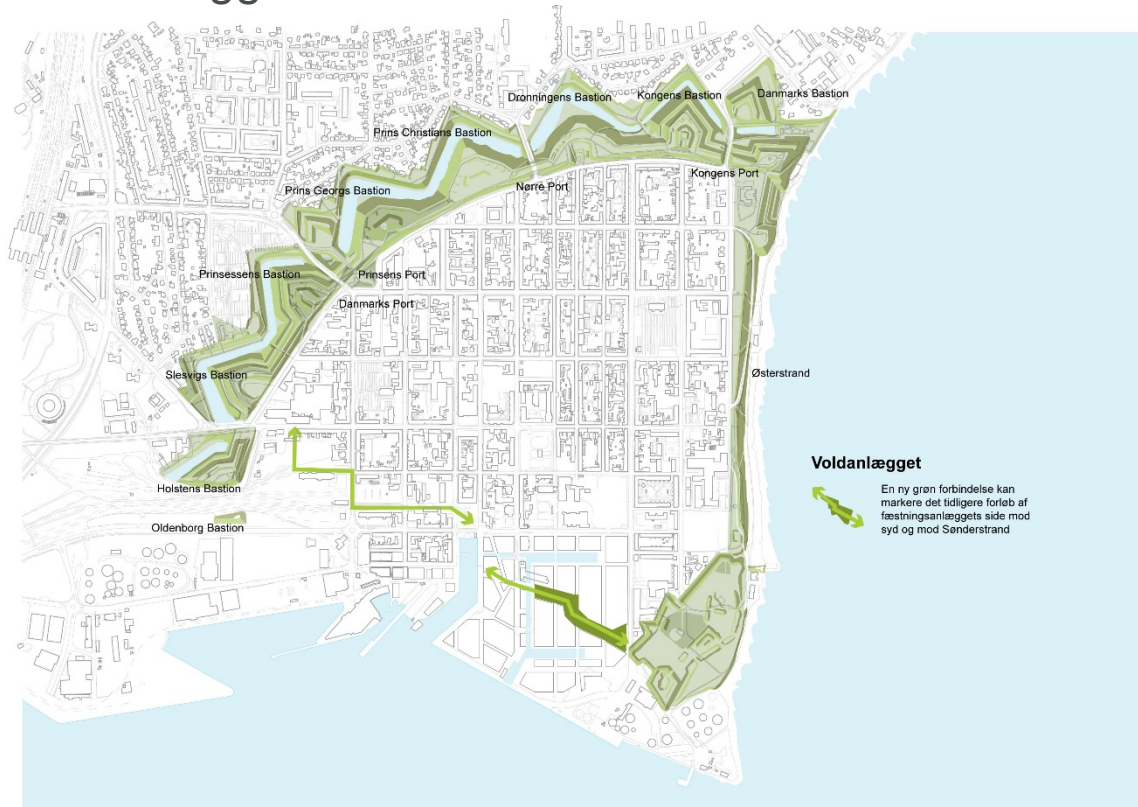 Dronningens Bastion
Kongens Bastion
Danmarks Bastion
Prins Christians Bastion
Kongens Port
Nørre Port
Prins Georgs Bastion
Prinsessens Bastion
Prinsens Port
Danmarks Port
Slesvigs Bastion
Østerstrand
Holstens Bastion
Oldenborg Bastion
Voldanlægget
En ny grøn forbindelse kan
markere det tidligere forløb af
fæstningsanlæggets side mod
syd og mod Sønderstrand